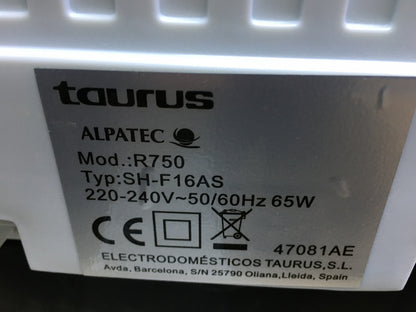 taurus
ALPATEC
Mod.:R750
Typ:SH-F16AS
220-240V~50/60Hz 65W
CE
47081AE
ELECTRODOMÉSTICOS TAURUS,S.L.
Avda, Barcelona, S/N 25790 Oliana,Lleida, Spain